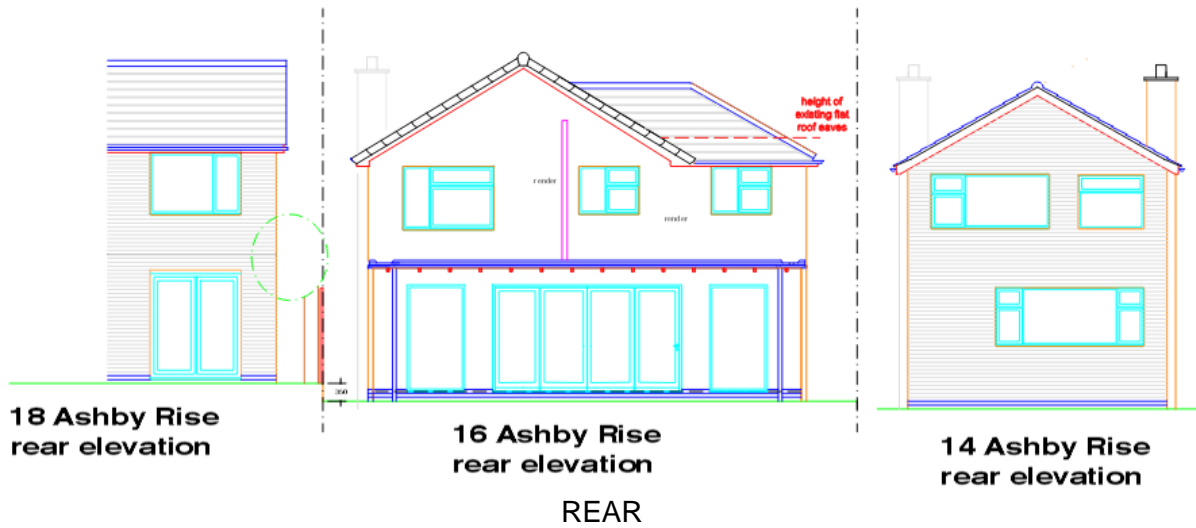 height of
existing flat
roof eaves
render
render
350
18 Ashby Rise
rear elevation
16 Ashby Rise
rear elevation
14 Ashby Rise
rear elevation
REAR